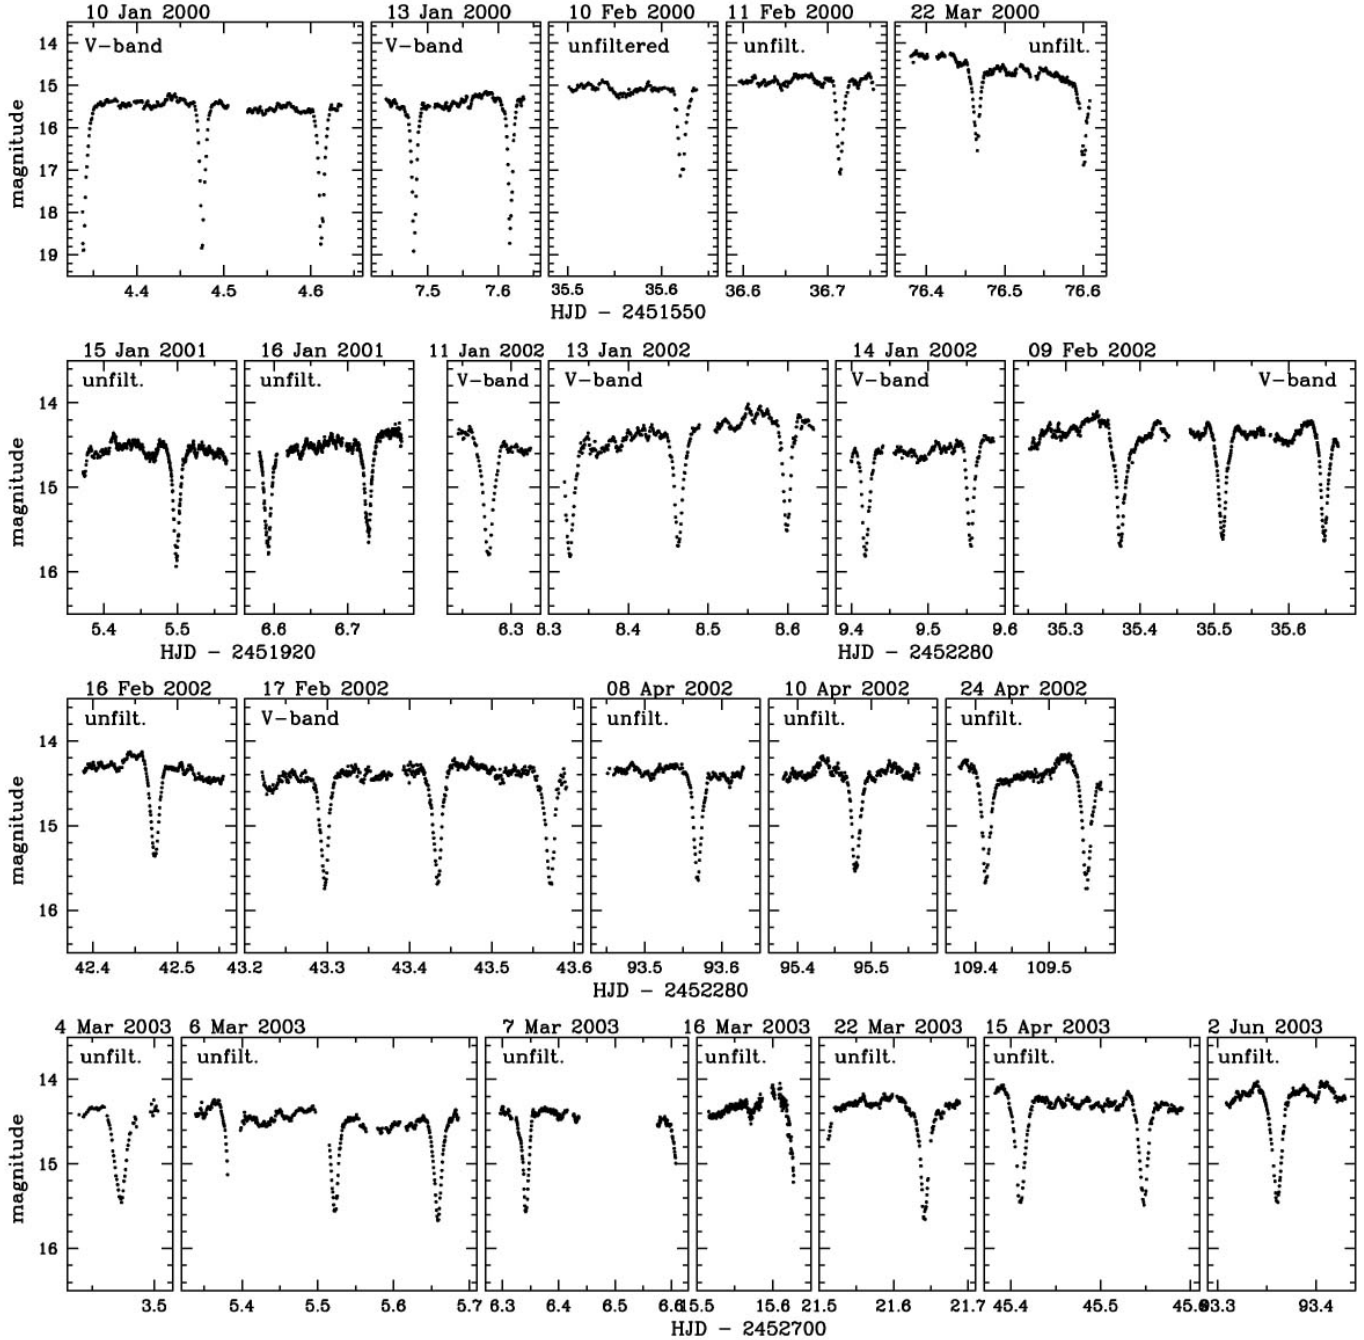 10 Jan 2000 13 Jan 2000 10 Feb 2000 11 Feb 2000 22 Mar 2000
V-band V-band unfiltered unfilt. unfilt.
14
15
16
17
18
19
magnitude
4.4 4.5 4.6 7.5 7.6 35.5 35.6 36.6 36.7 76.4 76.5 76.6
HJD - 2451550
15 Jan 2001 16 Jan 2001 11 Jan 2002 13 Jan 2002 14 Jan 2002 09 Feb 2002
unfilt. unfilt. V-band V-band V-band V-band
14
15
16
magnitude
5.4 5.5 6.6 6.7 6.3 8.3 8.4 8.5 8.6 9.4 9.5 9.6 35.3 35.4 35.5 35.6
HJD - 2451920 HJD - 2452280
16 Feb 2002 17 Feb 2002 08 Apr 2002 10 Apr 2002 24 Apr 2002
unfilt. V-band unfilt. unfilt. unfilt.
14
15
16
magnitude
42.4 42.5 43.2 43.3 43.4 43.5 43.6 93.5 93.6 95.4 95.5 109.4 109.5
HJD - 2452280
4 Mar 2003 6 Mar 2003 7 Mar 2003 16 Mar 2003 22 Mar 2003 15 Apr 2003 2 Jun 2003
unfilt. unfilt. unfilt. unfilt. unfilt. unfilt. unfilt.
14
15
16
magnitude
3.5 5.4 5.5 5.6 5.7 6.3 6.4 6.5 15.6 21.5 21.6 21.7 45.4 45.5 93.4
HJD - 2452700